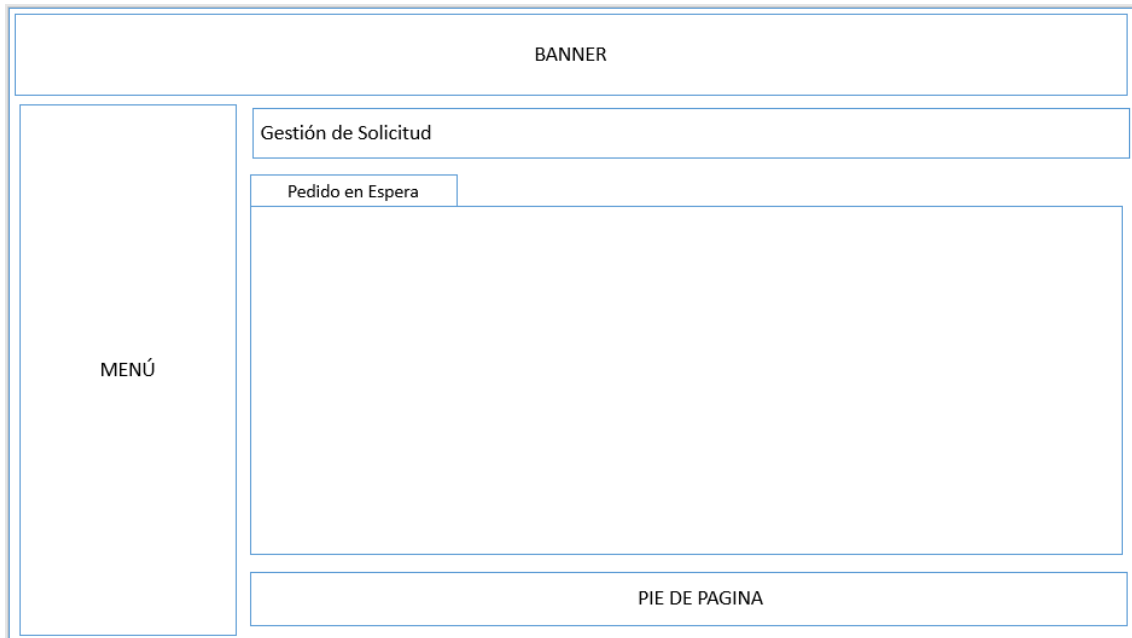 BANNER
Gestión de Solicitud
Pedido en Espera
MENÚ
PIE DE PAGINA